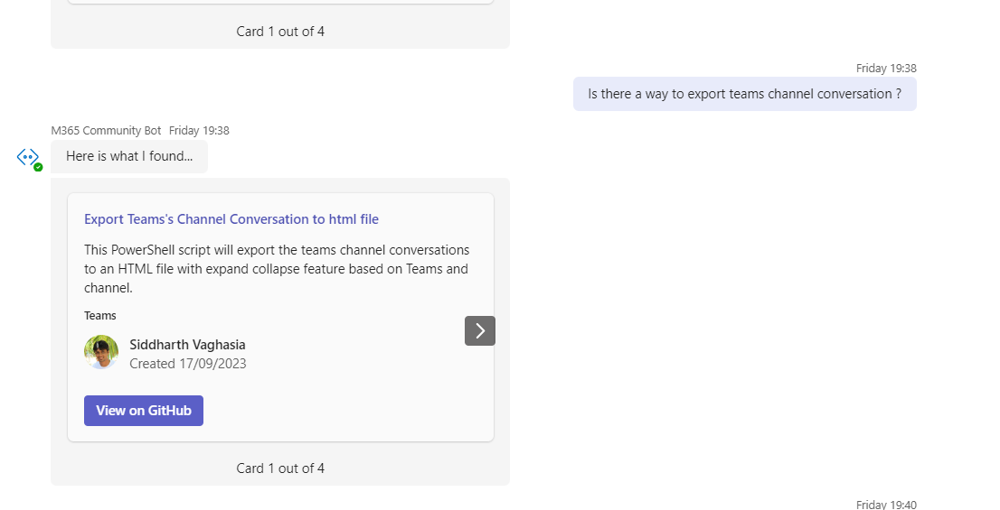 Card 1 out of 4
Friday 19:38
Is there a way to export teams channel conversation ?
M365 Community Bot Friday 19:38
Here is what I found...
Export Teams's Channel Conversation to html file
This PowerShell script will export the teams channel conversations
to an HTML file with expand collapse feature based on Teams and
channel.
Teams
Siddharth Vaghasia
Created 17/09/2023
View on GitHub
Card 1 out of 4
Friday 19:40